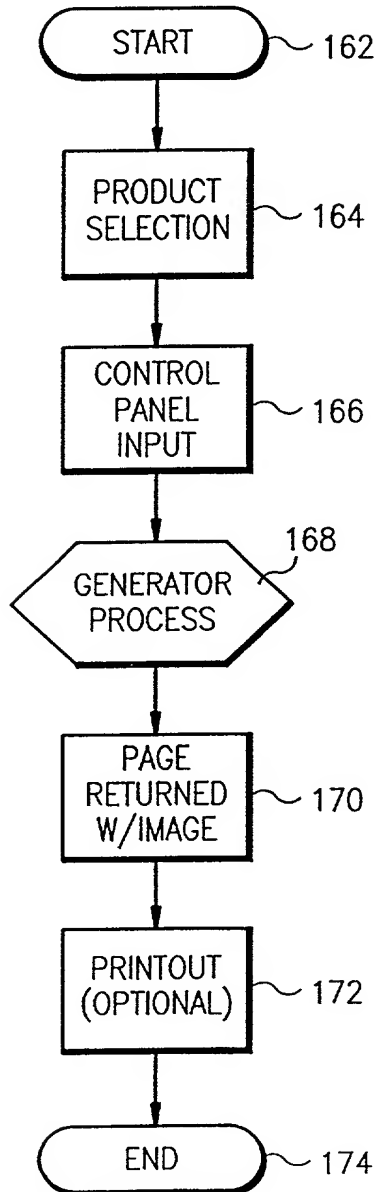 START
162
PRODUCT
SELECTION
164
CONTROL
PANEL
INPUT
166
168
GENERATOR
PROCESS
PAGE
RETURNED
W/IMAGE
170
PRINTOUT
(OPTIONAL)
172
END
174